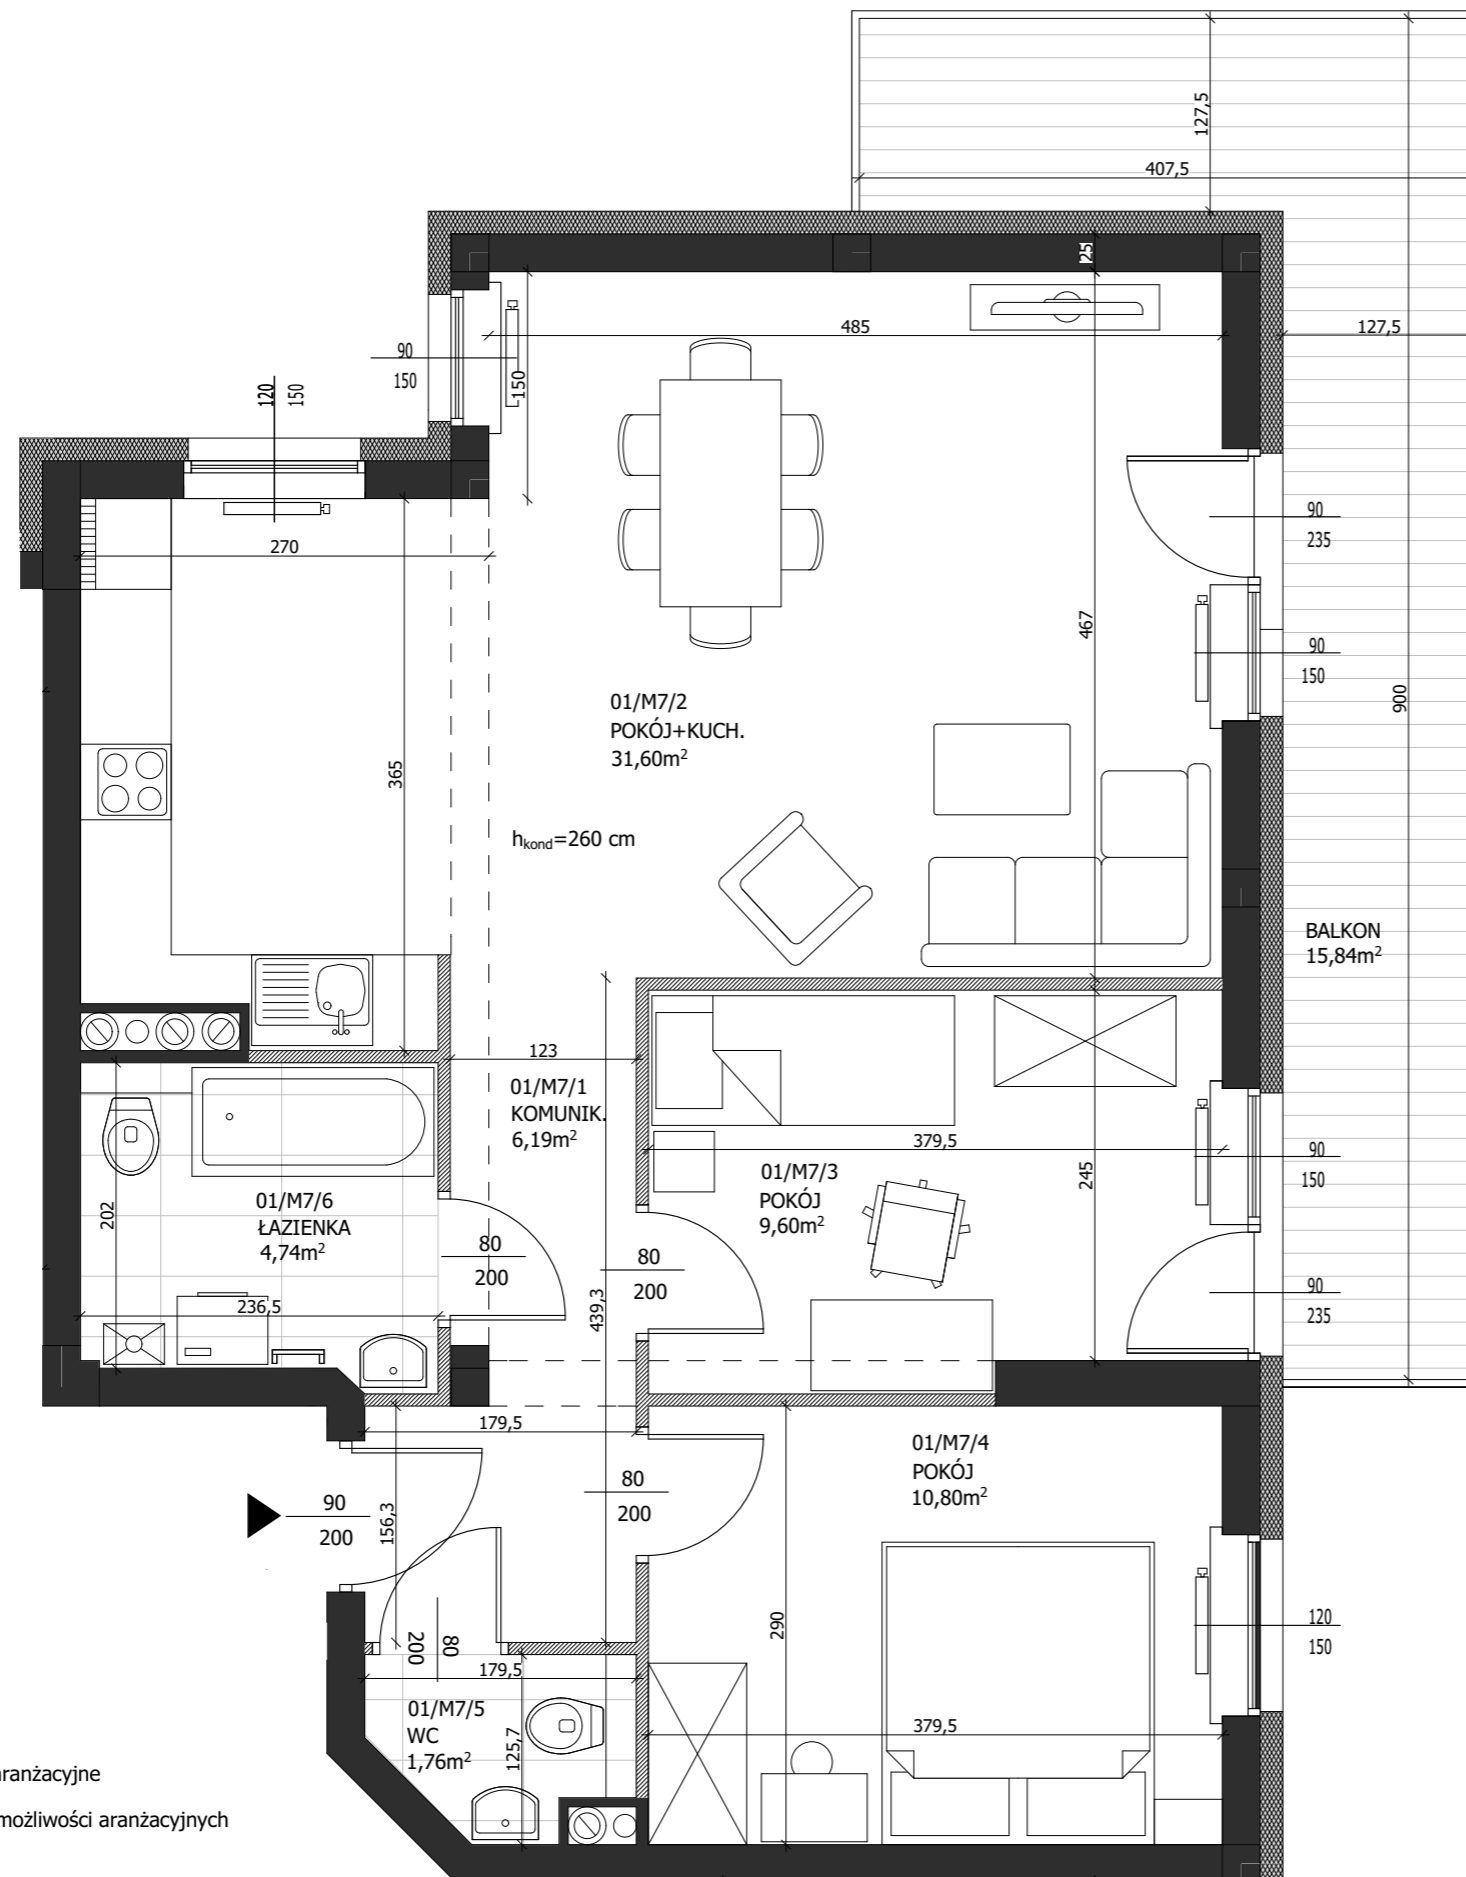 127,5
407,5
25
485
127,5
90
150
150
120
150
270
90
235
467
90
150
900
365
01/M7/2
POKÓJ+KUCH.
31,60m²
hkond=260 cm
BALKON
15,84m²
123
01/M7/1
KOMUNIK.
6,19m²
379,5
245
90
150
01/M7/3
POKÓJ
9,60m²
202
01/M7/6
ŁAZIENKA
4,74m²
80
200
80
200
236,5
439,3
90
235
179,5
01/M7/4
POKÓJ
10,80m²
80
200
90
200
156,3
290
120
150
80
200
179,5
01/M7/5
WC
1,76m²
125,7
379,5
aranżacyjne
możliwości aranżacyjnych